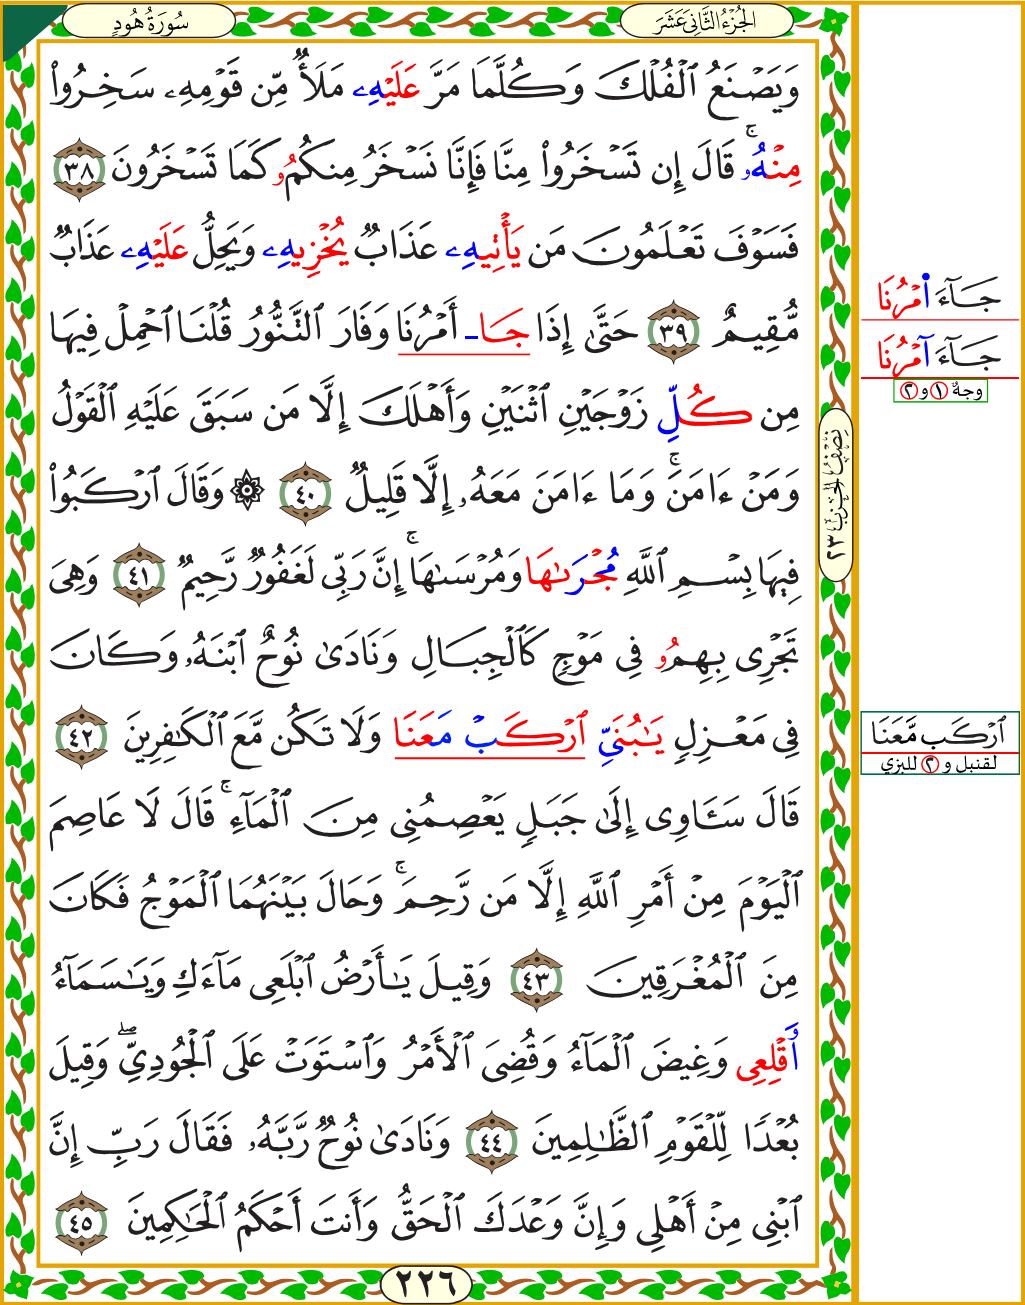 سُورَةُ هُودٍ
الجُزْءُ الثَّانِي عَشَرَ
وَيَصْنَعُ ٱلْفُلْكَ وَكُلَّمَا مَرَّ عَلَيْهِۦ مَلَأٌ مِّن قَوْمِهِۦ سَخِرُوا۟
مِنْهُۥۚ قَالَ إِن تَسْخَرُوا۟ مِنَّا فَإِنَّا نَسْخَرُ مِنكُمُۥ كَمَا تَسْخَرُونَ ٣٨
فَسَوْفَ تَعْلَمُونَ مَن يَأْتِيهِۦ عَذَابٌ يُخْزِيهِۦ وَيَحِلُّ عَلَيْهِۦ عَذَابٌ
مُّقِيمٌ ٣٩ حَتَّىٰٓ إِذَا جَا أَمْرُنَا وَفَارَ ٱلتَّنُّورُ قُلْنَا ٱحْمِلْ فِيهَا
مِن كُلِّ زَوْجَيْنِ ٱثْنَيْنِ وَأَهْلَكَ إِلَّا مَن سَبَقَ عَلَيْهِ ٱلْقَوْلُ
وَمَنْ ءَامَنَۚ وَمَا ءَامَنَ مَعَهُۥ إِلَّا قَلِيلٌ ٤٠ ۞ وَقَالَ ٱرْكَبُوا۟
فِيهَا بِسْمِ ٱللَّهِ مُجْرَىٰهَا وَمُرْسَىٰهَاۚ إِنَّ رَبِّى لَغَفُورٌ رَّحِيمٌ ٤١ وَهِىَ
تَجْرِى بِهِمُۥ فِى مَوْجٍ كَٱلْجِبَالِ وَنَادَىٰ نُوحٌ ٱبْنَهُۥ وَكَانَ
فِى مَعْزِلٍ يَٰبُنَىِّ ٱرْكَبْ مَعَنَا وَلَا تَكُن مَّعَ ٱلْكَٰفِرِينَ ٤٢
قَالَ سَـَٔاوِى إِلَىٰ جَبَلٍ يَعْصِمُنِى مِنَ ٱلْمَآءِۚ قَالَ لَا عَاصِمَ
ٱلْيَوْمَ مِنْ أَمْرِ ٱللَّهِ إِلَّا مَن رَّحِمَۚ وَحَالَ بَيْنَهُمَا ٱلْمَوْجُ فَكَانَ
مِنَ ٱلْمُغْرَقِينَ ٤٣ وَقِيلَ يَٰأَرْضُ ٱبْلَعِى مَآءَكِ وَيَٰسَمَآءُ
أَقْلِعِى وَغِيضَ ٱلْمَآءُ وَقُضِىَ ٱلْأَمْرُ وَٱسْتَوَتْ عَلَى ٱلْجُودِىِّۖ وَقِيلَ
بُعْدًا لِّلْقَوْمِ ٱلظَّٰلِمِينَ ٤٤ وَنَادَىٰ نُوحٌ رَّبَّهُۥ فَقَالَ رَبِّ إِنَّ
ٱبْنِى مِنْ أَهْلِى وَإِنَّ وَعْدَكَ ٱلْحَقُّ وَأَنتَ أَحْكَمُ ٱلْحَٰكِمِينَ ٤٥
٢٢٦
جَآءَ اَ۬مْرُنَا
جَآءَ آمْرُنَا
وجهٌ ١ و ٢
نِصْفُ الحِزْبِ ٢٣
ٱرْكَب مَّعَنَا
لقنبل و ٢ للبزي